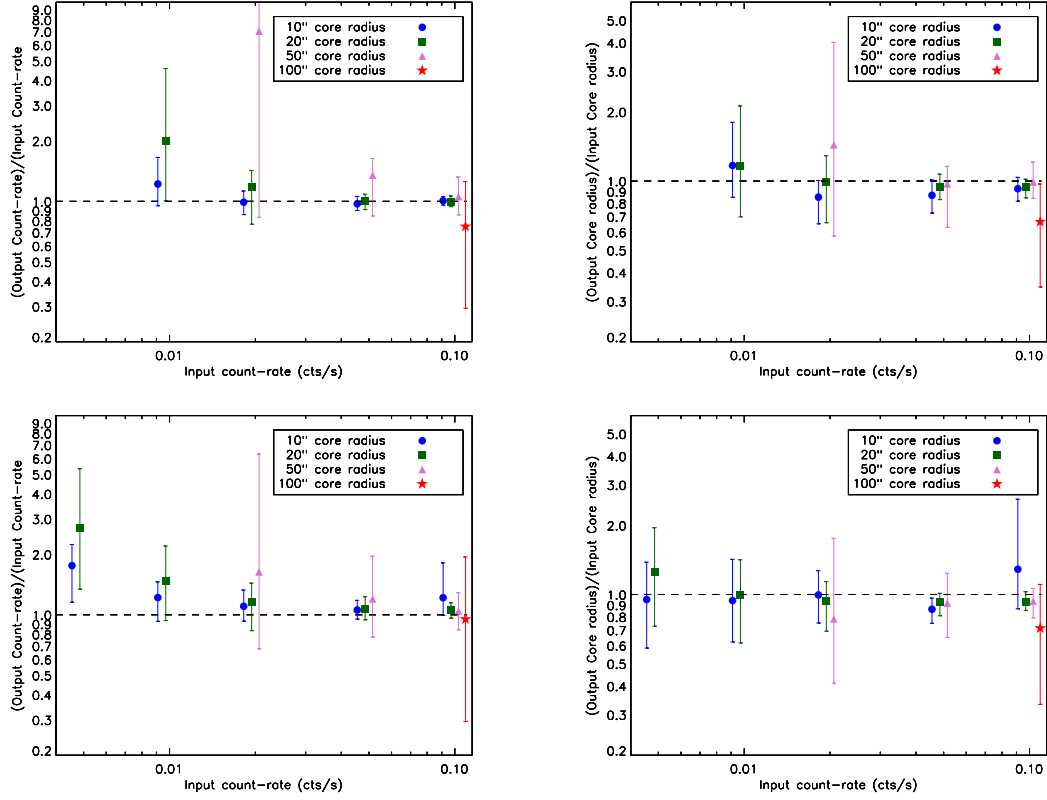 9.0
8.0
7.0
6.0
5.0
4.0
3.0
2.0
1.0
0.9
0.8
0.7
0.6
0.5
0.4
0.3
0.2
(Output Count-rate)/(Input Count-rate
10" core radius
20" core radius
50" core radius
100" core radius
0.01
0.10
Input count-rate (cts/s)
5.0
4.0
3.0
2.0
1.0
0.9
0.8
0.7
0.6
0.5
0.4
0.3
0.2
(Output Core radius)/(Input Core radius)
10" core radius
20" core radius
50" core radius
100" core radius
0.01
0.10
Input count-rate (cts/s)
9.0
8.0
7.0
6.0
5.0
4.0
3.0
2.0
1.0
0.9
0.8
0.7
0.6
0.5
0.4
0.3
0.2
(Output Count-rate)/(Input Count-rate
10" core radius
20" core radius
50" core radius
100" core radius
0.01
0.10
Input count-rate (cts/s)
5.0
4.0
3.0
2.0
1.0
0.9
0.8
0.7
0.6
0.5
0.4
0.3
0.2
(Output Core radius)/(Input Core radius)
10" core radius
20" core radius
50" core radius
100" core radius
0.01
0.10
Input count-rate (cts/s)